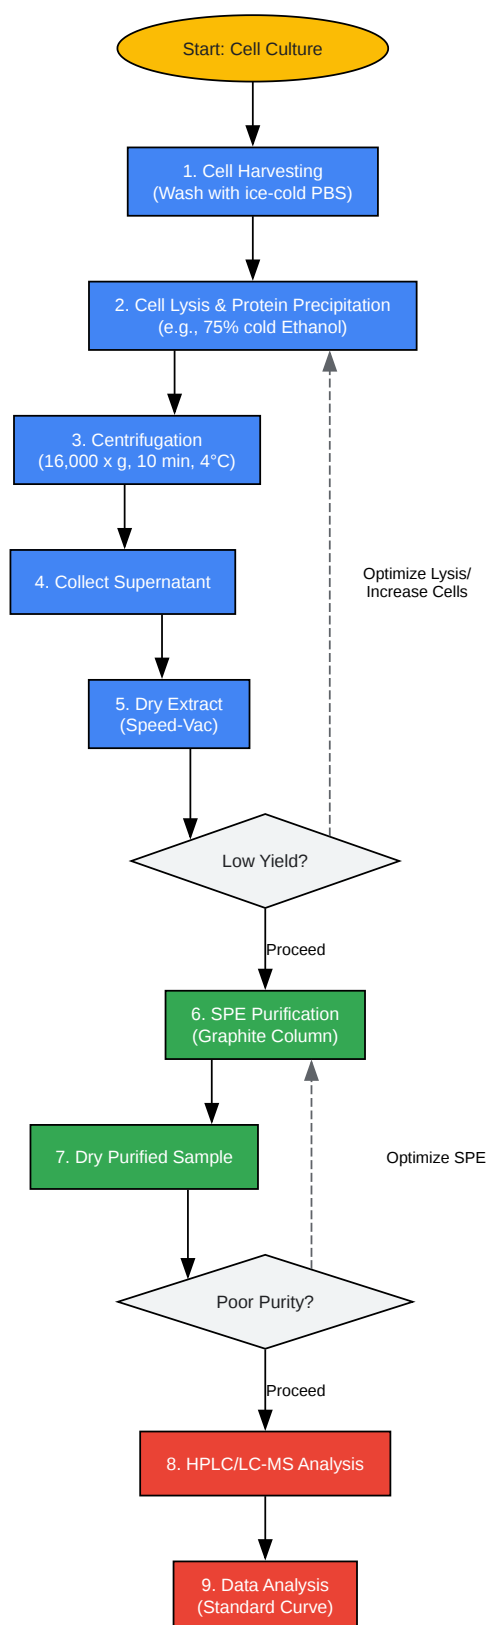 Start: Cell Culture
1. Cell Harvesting
(Wash with ice-cold PBS)
2. Cell Lysis & Protein Precipitation
(e.g., 75% cold Ethanol)
3. Centrifugation
(16,000 x g, 10 min, 4°C)
4. Collect Supernatant
Optimize Lysis/
Increase Cells
5. Dry Extract
(Speed-Vac)
Low Yield?
Proceed
6. SPE Purification
(Graphite Column)
7. Dry Purified Sample
Optimize SPE
Poor Purity?
Proceed
8. HPLC/LC-MS Analysis
9. Data Analysis
(Standard Curve)